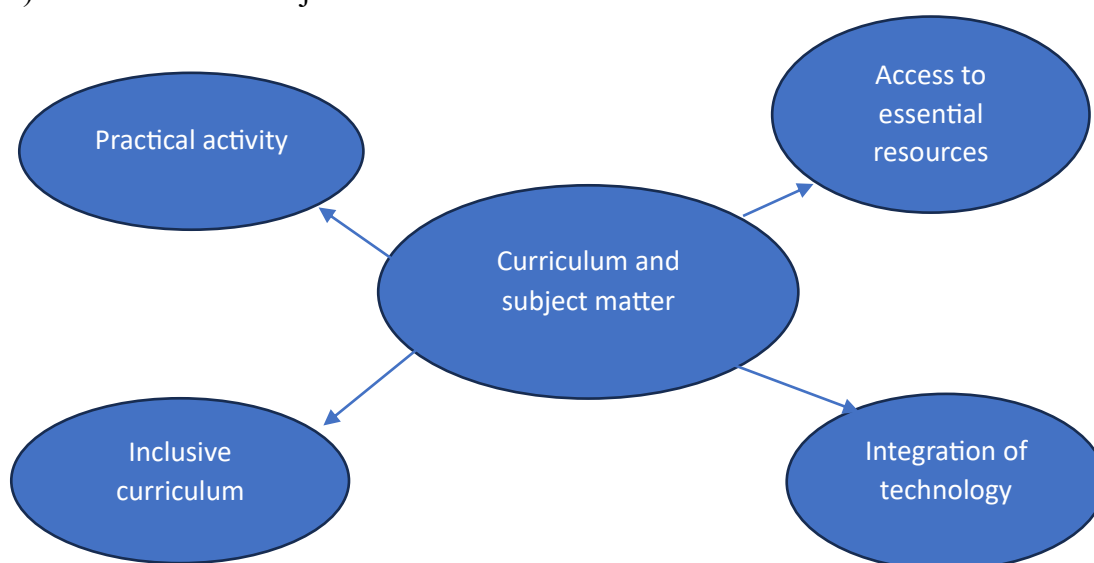 Access to
essential
resources
Practical activity
Curriculum and
subject matter
Inclusive
curriculum
Integration of
technology